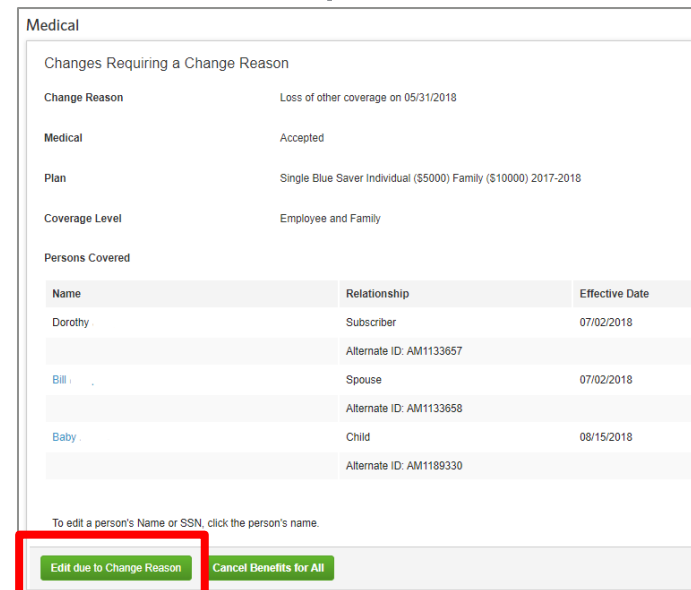 Medical
Changes Requiring a Change Reason
Change Reason Loss of other coverage on 05/31/2018
Medical Accepted
Plan Single Blue Saver Individual ($5000) Family ($10000) 2017-2018
Coverage Level Employee and Family
Persons Covered
Name Relationship Effective Date
Dorothy Subscriber 07/02/2018
Alternate ID: AM1133657
Bill Spouse 07/02/2018
Alternate ID: AM1133658
Baby Child 08/15/2018
Alternate ID: AM1189330
To edit a person's Name or SSN, click the person's name.
Edit due to Change Reason Cancel Benefits for All